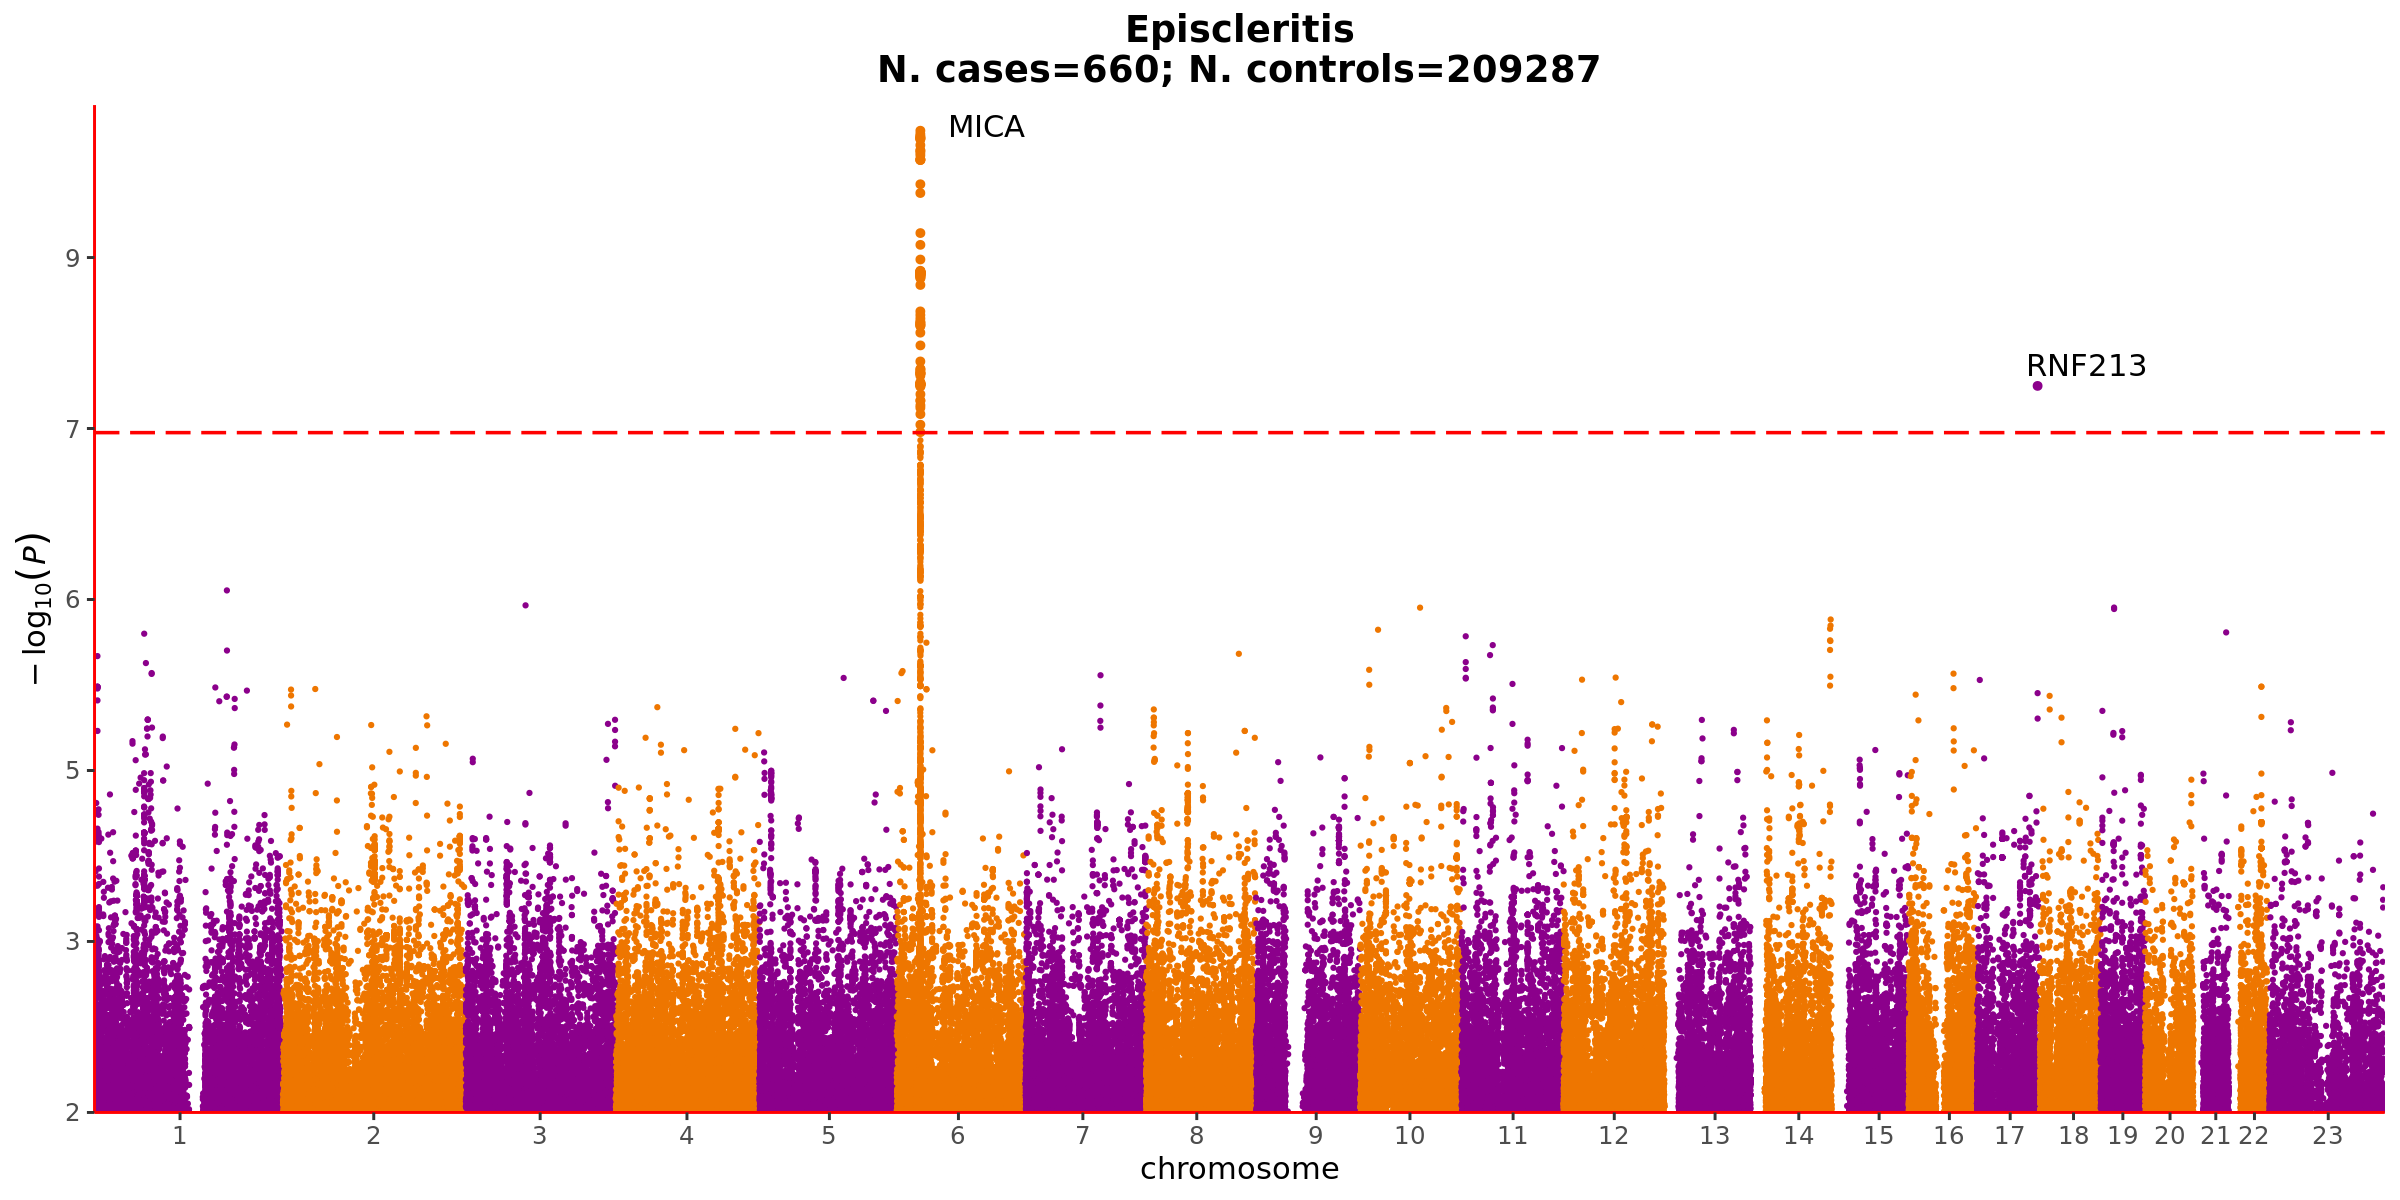 Episcleritis
N. cases=660; N. controls=209287
MICA
9
RNF213
7
6
5
3
2
−log10(P)
1 2 3 4 5 6 7 8 9 10 11 12 13 14 15 16 17 18 19 20 21 22 23
chromosome